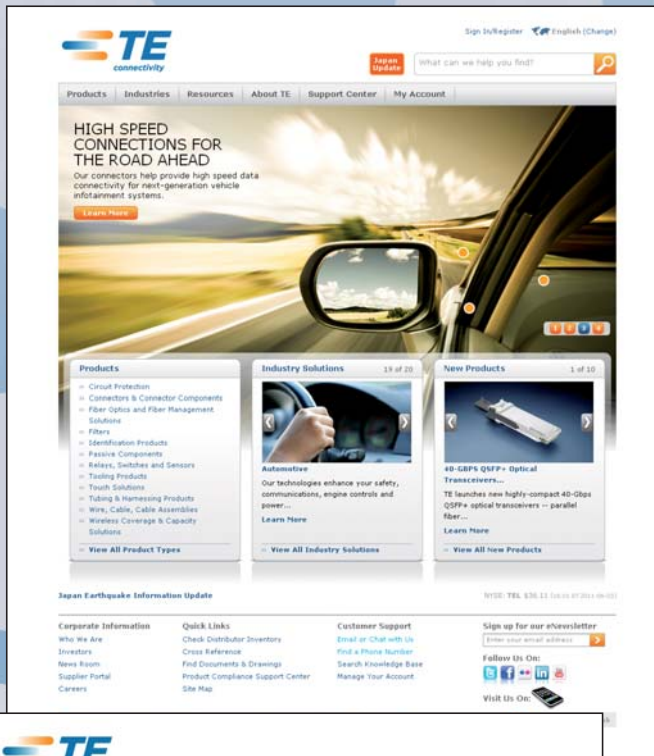 Sign In/Register English (Change)
TE
connectivity
Japan
Update
What can we help you find?
Products Industries Resources About TE Support Center My Account
HIGH SPEED
CONNECTIONS FOR
THE ROAD AHEAD
Our connectors help provide high speed data
connectivity for next-generation vehicle
infotainment systems.
Learn More
1 2 3 4
Products
Circuit Protection
Connectors & Connector Components
Fiber Optics and Fiber Management
Solutions
Filters
Identification Products
Passive Components
Relays, Switches and Sensors
Tooling Products
Touch Solutions
Tubing & Harnessing Products
Wire, Cable, Cable Assemblies
Wireless Coverage & Capacity
Solutions
View All Product Types
Industry Solutions 19 of 20
Automotive
Our technologies enhance your safety,
communications, engine controls and
power...
Learn More
View All Industry Solutions
New Products 1 of 10
40-GBPS QSFP+ Optical
Transceivers...
TE launches new highly-compact 40-Gbps
QSFP+ optical transceivers -- parallel
fiber...
Learn More
View All New Products
Japan Earthquake Information Update
NYSE: TEL $36.11
Corporate Information
Who We Are
Investors
News Room
Supplier Portal
Careers
Quick Links
Check Distributor Inventory
Cross Reference
Find Documents & Drawings
Product Compliance Support Center
Site Map
Customer Support
Email or Chat with Us
Find a Phone Number
Search Knowledge Base
Manage Your Account
Sign up for our eNewsletter
Enter your email address
Follow Us On:
Visit Us On:
TE